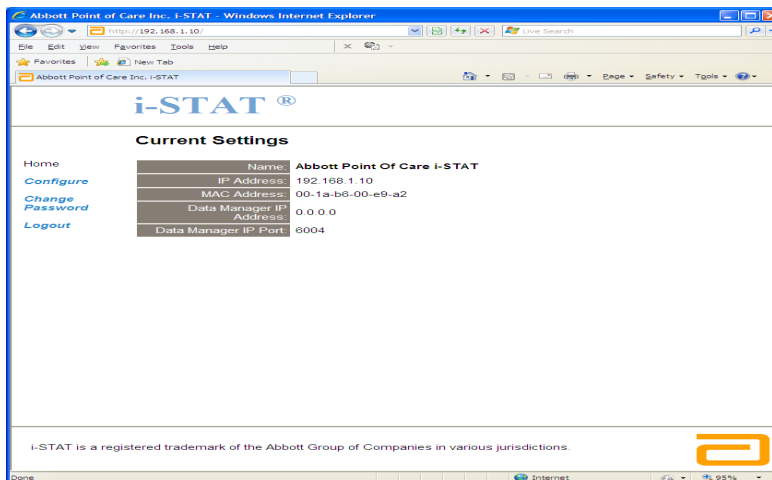 Abbott Point of Care Inc. i-STAT - Windows Internet Explorer
http://192.168.1.10/
Live Search
File Edit View Favorites Tools Help
Favorites New Tab
Abbott Point of Care Inc. i-STAT
Page Safety Tools
i-STAT ®
Current Settings
Home
Configure
Change
Password
Logout
Name: Abbott Point Of Care i-STAT
IP Address: 192.168.1.10
MAC Address: 00-1a-b6-00-e9-a2
Data Manager IP
Address: 0.0.0.0
Data Manager IP Port: 6004
i-STAT is a registered trademark of the Abbott Group of Companies in various jurisdictions.
Done
Internet
95%